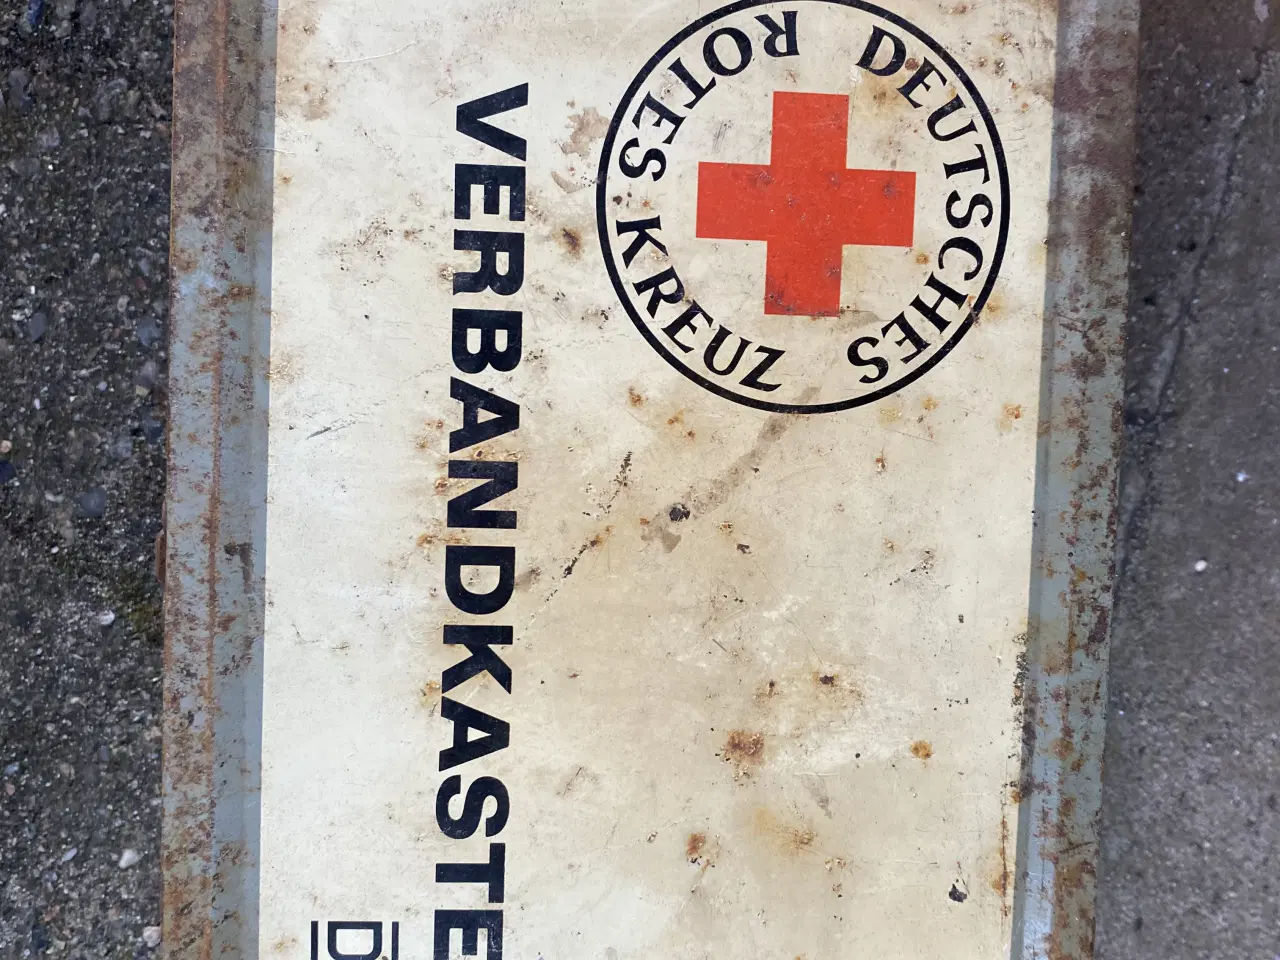 DEUTSCHES
ROTES KREUZ
VERBANDKASTE
D